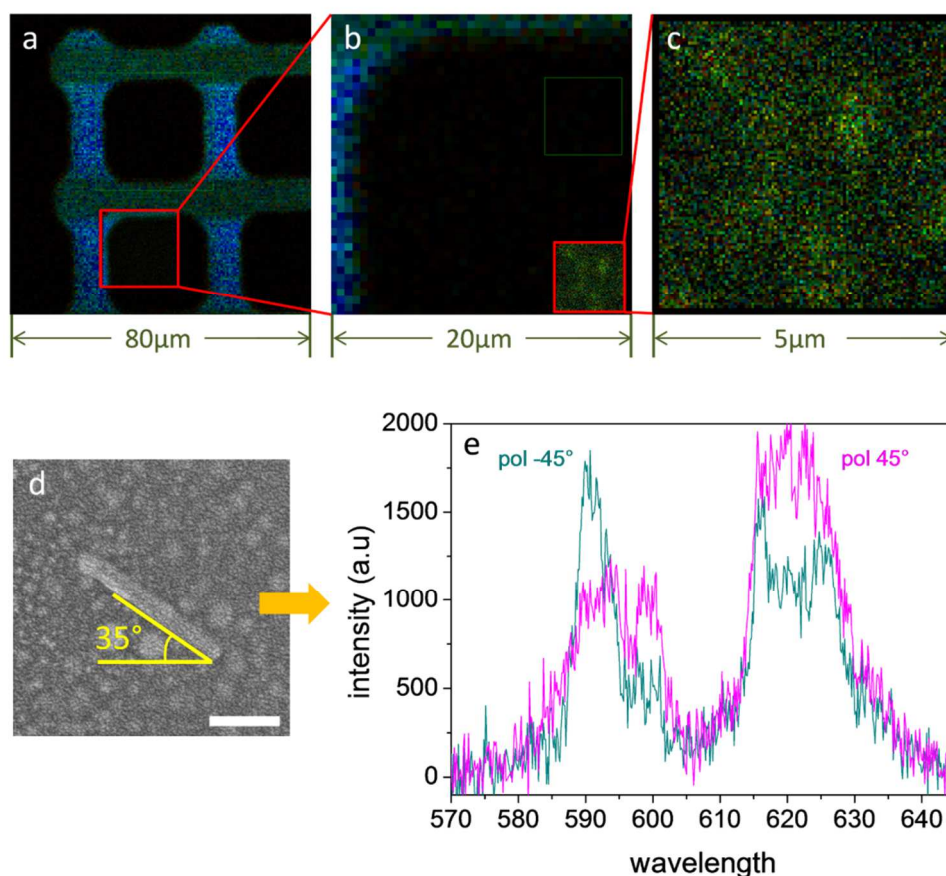 a
b
c
80μm
20μm
5μm
d
35°
e
pol -45°
pol 45°
2000
1500
1000
500
0
intensity (a.u)
570
580
590
600
610
620
630
640
wavelength